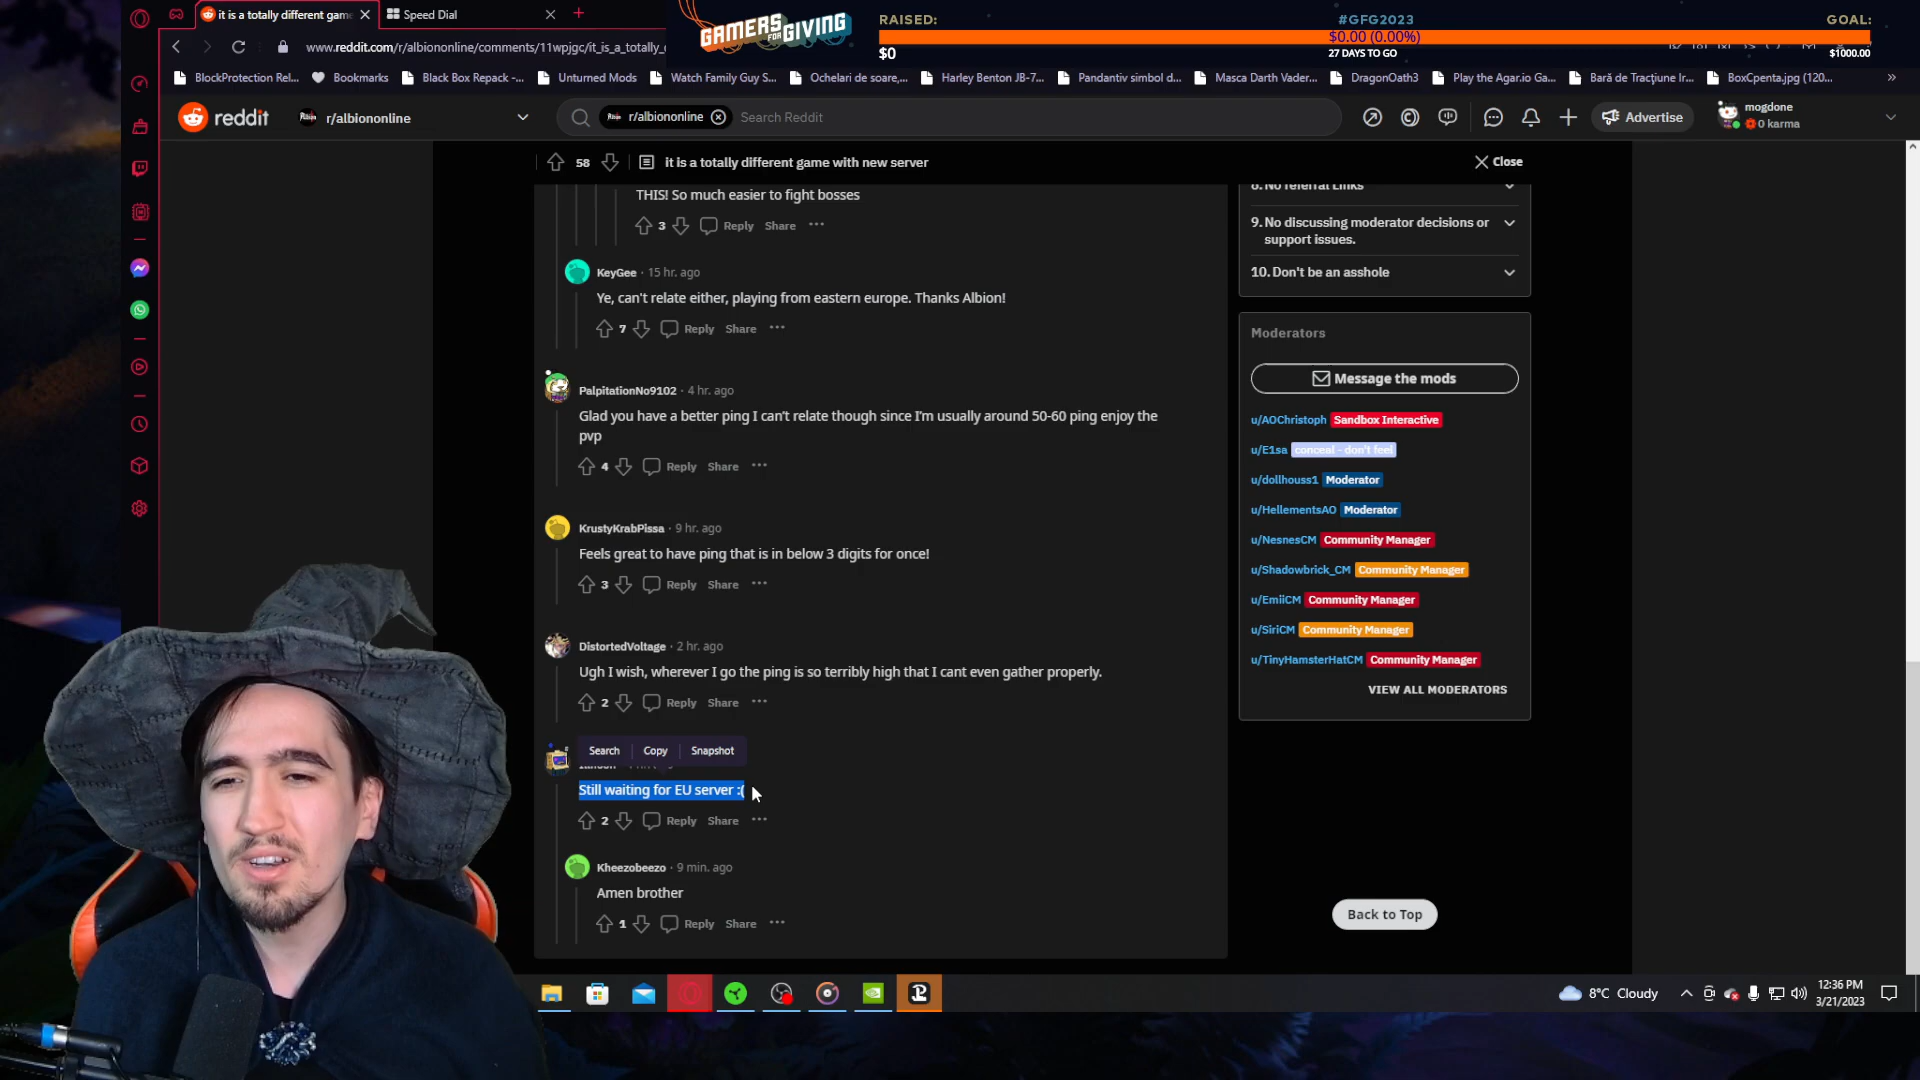 it is a totally different game
Speed Dial
GAMERS FOR GIVING
RAISED:
#GFG2023
GOAL:
$0.00 (0.00%)
$0
27 DAYS TO GO
$1000.00
www.reddit.com/r/albiononline/comments/11wpjgc/it_is_a_totally_
BlockProtection Rel...
Bookmarks
Black Box Repack -...
Unturned Mods
Watch Family Guy S...
Ochelari de soare,...
Harley Benton JB-7...
Pandantiv simbol d...
Masca Darth Vader...
DragonOath3
Play the Agar.io Ga...
Bară de Tracțiune Ir...
BoxCpenta.jpg (120...
reddit
r/albiononline
r/albiononline
Search Reddit
Advertise
mogdone
0 karma
58
it is a totally different game with new server
Close
THIS! So much easier to fight bosses
3
Reply
Share
KeyGee · 15 hr. ago
Ye, can't relate either, playing from eastern europe. Thanks Albion!
7
Reply
Share
PalpitationNo9102 · 4 hr. ago
Glad you have a better ping I can't relate though since I'm usually around 50-60 ping enjoy the
pvp
4
Reply
Share
KrustyKrabPissa · 9 hr. ago
Feels great to have ping that is in below 3 digits for once!
3
Reply
Share
DistortedVoltage · 2 hr. ago
Ugh I wish, wherever I go the ping is so terribly high that I cant even gather properly.
2
Reply
Share
Search
Copy
Snapshot
Still waiting for EU server :(
2
Reply
Share
Kheezobeezo · 9 min. ago
Amen brother
1
Reply
Share
8. No referral Links
9. No discussing moderator decisions or
support issues.
10. Don't be an asshole
Moderators
Message the mods
u/AOChristoph Sandbox Interactive
u/E1sa conceal - don't feel
u/dollhouss1 Moderator
u/HellementsAO Moderator
u/NesnesCM Community Manager
u/Shadowbrick_CM Community Manager
u/EmiiCM Community Manager
u/SiriCM Community Manager
u/TinyHamsterHatCM Community Manager
VIEW ALL MODERATORS
Back to Top
8°C Cloudy
12:36 PM
3/21/2023